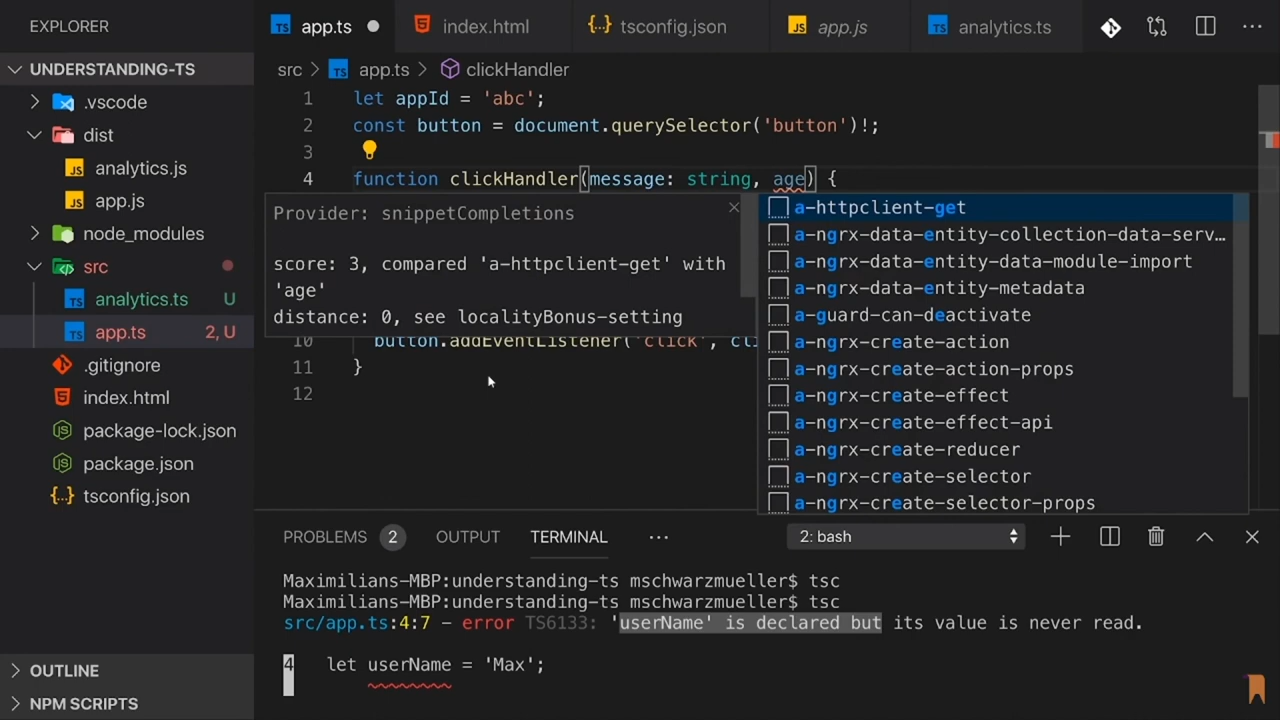 EXPLORER
app.ts
index.html
tsconfig.json
app.js
analytics.ts
UNDERSTANDING-TS
.vscode
dist
analytics.js
app.js
node_modules
src
analytics.ts U
app.ts 2, U
.gitignore
index.html
package-lock.json
package.json
tsconfig.json
OUTLINE
NPM SCRIPTS
src > app.ts > clickHandler
1 let appId = 'abc';
2 const button = document.querySelector('button')!;
3
4 function clickHandler(message: string, age) {
Provider: snippetCompletions
score: 3, compared 'a-httpclient-get' with
'age'
distance: 0, see localityBonus-setting
a-httpclient-get
a-ngrx-data-entity-collection-data-serv…
a-ngrx-data-entity-data-module-import
a-ngrx-data-entity-metadata
a-guard-can-deactivate
a-ngrx-create-action
a-ngrx-create-action-props
a-ngrx-create-effect
a-ngrx-create-effect-api
a-ngrx-create-reducer
a-ngrx-create-selector
a-ngrx-create-selector-props
10 button.addEventListener('click', cli
11 }
12
PROBLEMS 2 OUTPUT TERMINAL ··· 2: bash
Maximilians-MBP:understanding-ts mschwarzmueller$ tsc
Maximilians-MBP:understanding-ts mschwarzmueller$ tsc
src/app.ts:4:7 - error TS6133: 'userName' is declared but its value is never read.
4 let userName = 'Max';